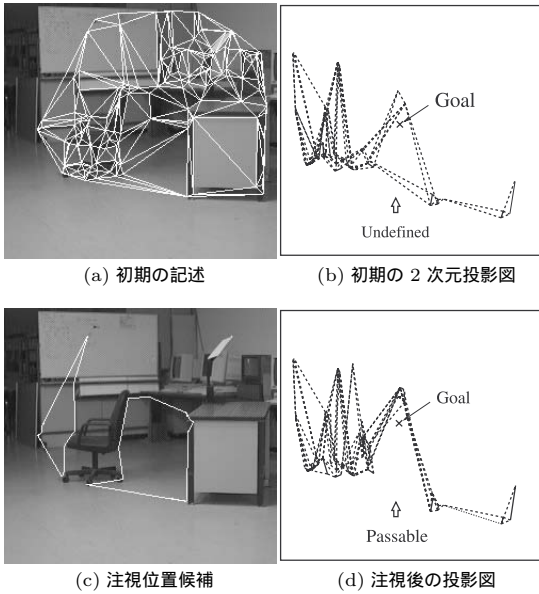 Goal
Undefined
(a) 初期の記述
(b) 初期の 2 次元投影図
Goal
Passable
(c) 注視位置候補
(d) 注視後の投影図